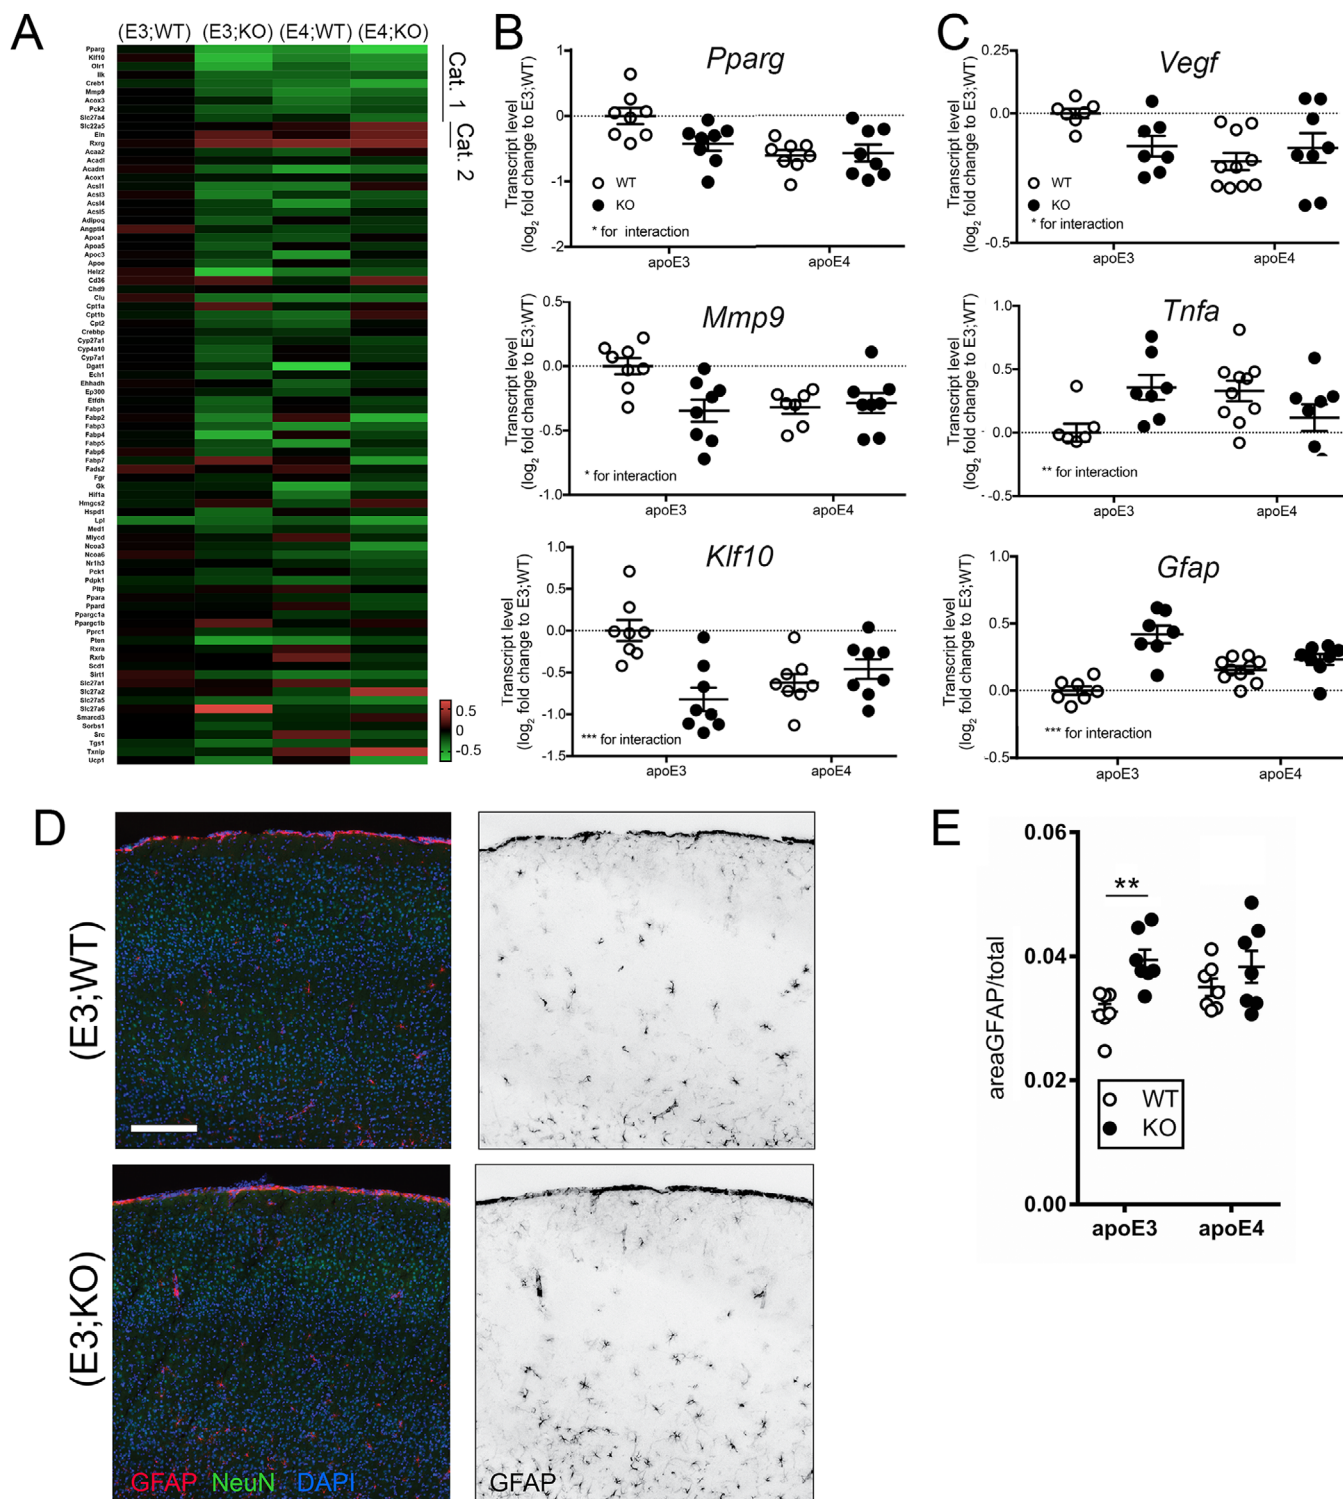 A
(E3;WT) (E3;KO) (E4;WT) (E4;KO)
Pparg
Klf10
Olr1
Ilk
Creb1
Mmp9
Acox3
Pck2
Slc27a4
Slc22a5
Eln
Rxrg
Acaa2
Acadl
Acadm
Acox1
Acsl1
Acsl3
Acsl4
Acsl5
Adipoq
Angptl4
Apoa1
Apoa5
Apoc3
Apoe
Helz2
Cd36
Chd9
Clu
Cpt1a
Cpt1b
Cpt2
Crebbp
Cyp27a1
Cyp4a10
Cyp7a1
Dgat1
Ech1
Ehhadh
Ep300
Etfdh
Fabp1
Fabp2
Fabp3
Fabp4
Fabp5
Fabp6
Fabp7
Fads2
Fgr
Gk
Hif1a
Hmgcs2
Hspd1
Lpl
Med1
Mlycd
Ncoa3
Ncoa6
Nr1h3
Pck1
Pdpk1
Pltp
Ppara
Ppard
Ppargc1a
Ppargc1b
Pprc1
Pten
Rxra
Rxrb
Scd1
Sirt1
Slc27a1
Slc27a2
Slc27a5
Slc27a6
Smarcd3
Sorbs1
Src
Tgs1
Txnip
Ucp1
Cat. 1
Cat. 2
0.5
0
-0.5
B
Pparg
Transcript level
(log2 fold change to E3;WT)
1
0
-1
-2
WT
KO
* for interaction
apoE3
apoE4
Mmp9
Transcript level
(log2 fold change to E3;WT)
0.5
0.0
-0.5
-1.0
* for interaction
apoE3
apoE4
Klf10
Transcript level
(log2 fold change to E3;WT)
1.0
0.5
0.0
-0.5
-1.0
-1.5
*** for interaction
apoE3
apoE4
C
Vegf
Transcript level
(log2 fold change to E3;WT)
0.25
0.0
-0.5
WT
KO
* for interaction
apoE3
apoE4
Tnfa
Transcript level
(log2 fold change to E3;WT)
1.0
0.5
0.0
-0.5
** for interaction
apoE3
apoE4
Gfap
Transcript level
(log2 fold change to E3;WT)
1.0
0.5
0.0
-0.5
*** for interaction
apoE3
apoE4
D
(E3;WT)
(E3;KO)
GFAP NeuN DAPI
GFAP
E
areaGFAP/total
0.06
0.04
0.02
0.00
**
WT
KO
apoE3
apoE4